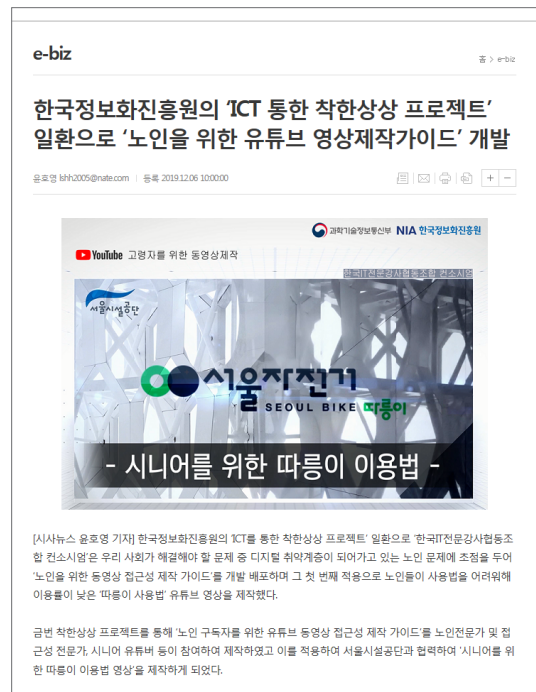 e-biz
홈 > e-biz
한국정보화진흥원의 ‘ICT 통한 착한상상 프로젝트’
일환으로 ‘노인을 위한 유튜브 영상제작가이드’ 개발
윤호영 lshh2005@nate.com | 등록 2019.12.06 10:00:00
과학기술정보통신부 NIA 한국정보화진흥원
YouTube 고령자를 위한 동영상제작
한국IT전문강사협동조합 컨소시엄
서울시설공단
서울자전거
SEOUL BIKE 따릉이
- 시니어를 위한 따릉이 이용법 -
[시사뉴스 윤호영 기자] 한국정보화진흥원의 ‘ICT를 통한 착한상상 프로젝트’ 일환으로 ‘한국IT전문강사협동조
합 컨소시엄’은 우리 사회가 해결해야 할 문제 중 디지털 취약계층이 되어가고 있는 노인 문제에 초점을 두어
‘노인을 위한 동영상 접근성 제작 가이드’를 개발 배포하며 그 첫 번째 적용으로 노인들이 사용법을 어려워해
이용률이 낮은 ‘따릉이 사용법’ 유튜브 영상을 제작했다.
금번 착한상상 프로젝트를 통해 ‘노인 구독자를 위한 유튜브 동영상 접근성 제작 가이드’를 노인전문가 및 접
근성 전문가, 시니어 유튜버 등이 참여하여 제작하였고 이를 적용하여 서울시설공단과 협력하여 ‘시니어를 위
한 따릉이 이용법 영상’을 제작하게 되었다.